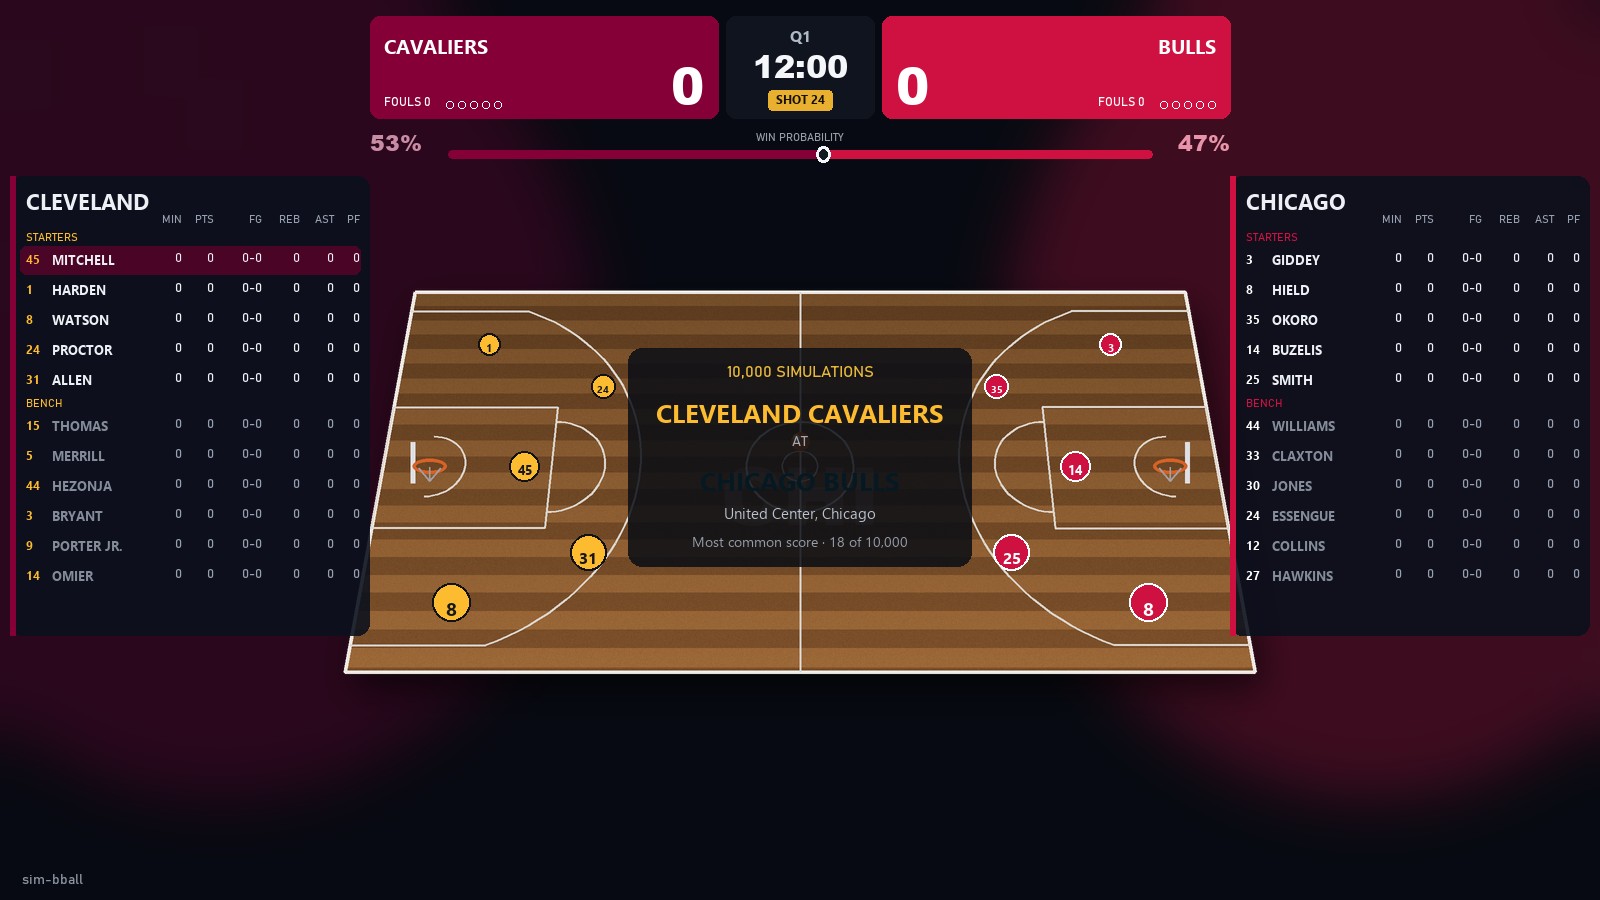 CAVALIERS
0
FOULS 0
Q1
12:00
SHOT 24
BULLS
0
FOULS 0
53%
WIN PROBABILITY
47%
CLEVELAND
MIN PTS FG REB AST PF
STARTERS
45 MITCHELL 0 0 0-0 0 0 0
1 HARDEN 0 0 0-0 0 0 0
8 WATSON 0 0 0-0 0 0 0
24 PROCTOR 0 0 0-0 0 0 0
31 ALLEN 0 0 0-0 0 0 0
BENCH
15 THOMAS 0 0 0-0 0 0 0
5 MERRILL 0 0 0-0 0 0 0
44 HEZONJA 0 0 0-0 0 0 0
3 BRYANT 0 0 0-0 0 0 0
9 PORTER JR. 0 0 0-0 0 0 0
14 OMIER 0 0 0-0 0 0 0
1
24
45
31
8
10,000 SIMULATIONS
CLEVELAND CAVALIERS
AT
CHICAGO BULLS
United Center, Chicago
Most common score · 18 of 10,000
3
35
14
25
8
CHICAGO
MIN PTS FG REB AST PF
STARTERS
3 GIDDEY 0 0 0-0 0 0 0
8 HIELD 0 0 0-0 0 0 0
35 OKORO 0 0 0-0 0 0 0
14 BUZELIS 0 0 0-0 0 0 0
25 SMITH 0 0 0-0 0 0 0
BENCH
44 WILLIAMS 0 0 0-0 0 0 0
33 CLAXTON 0 0 0-0 0 0 0
30 JONES 0 0 0-0 0 0 0
24 ESSENGUE 0 0 0-0 0 0 0
12 COLLINS 0 0 0-0 0 0 0
27 HAWKINS 0 0 0-0 0 0 0
sim-bball